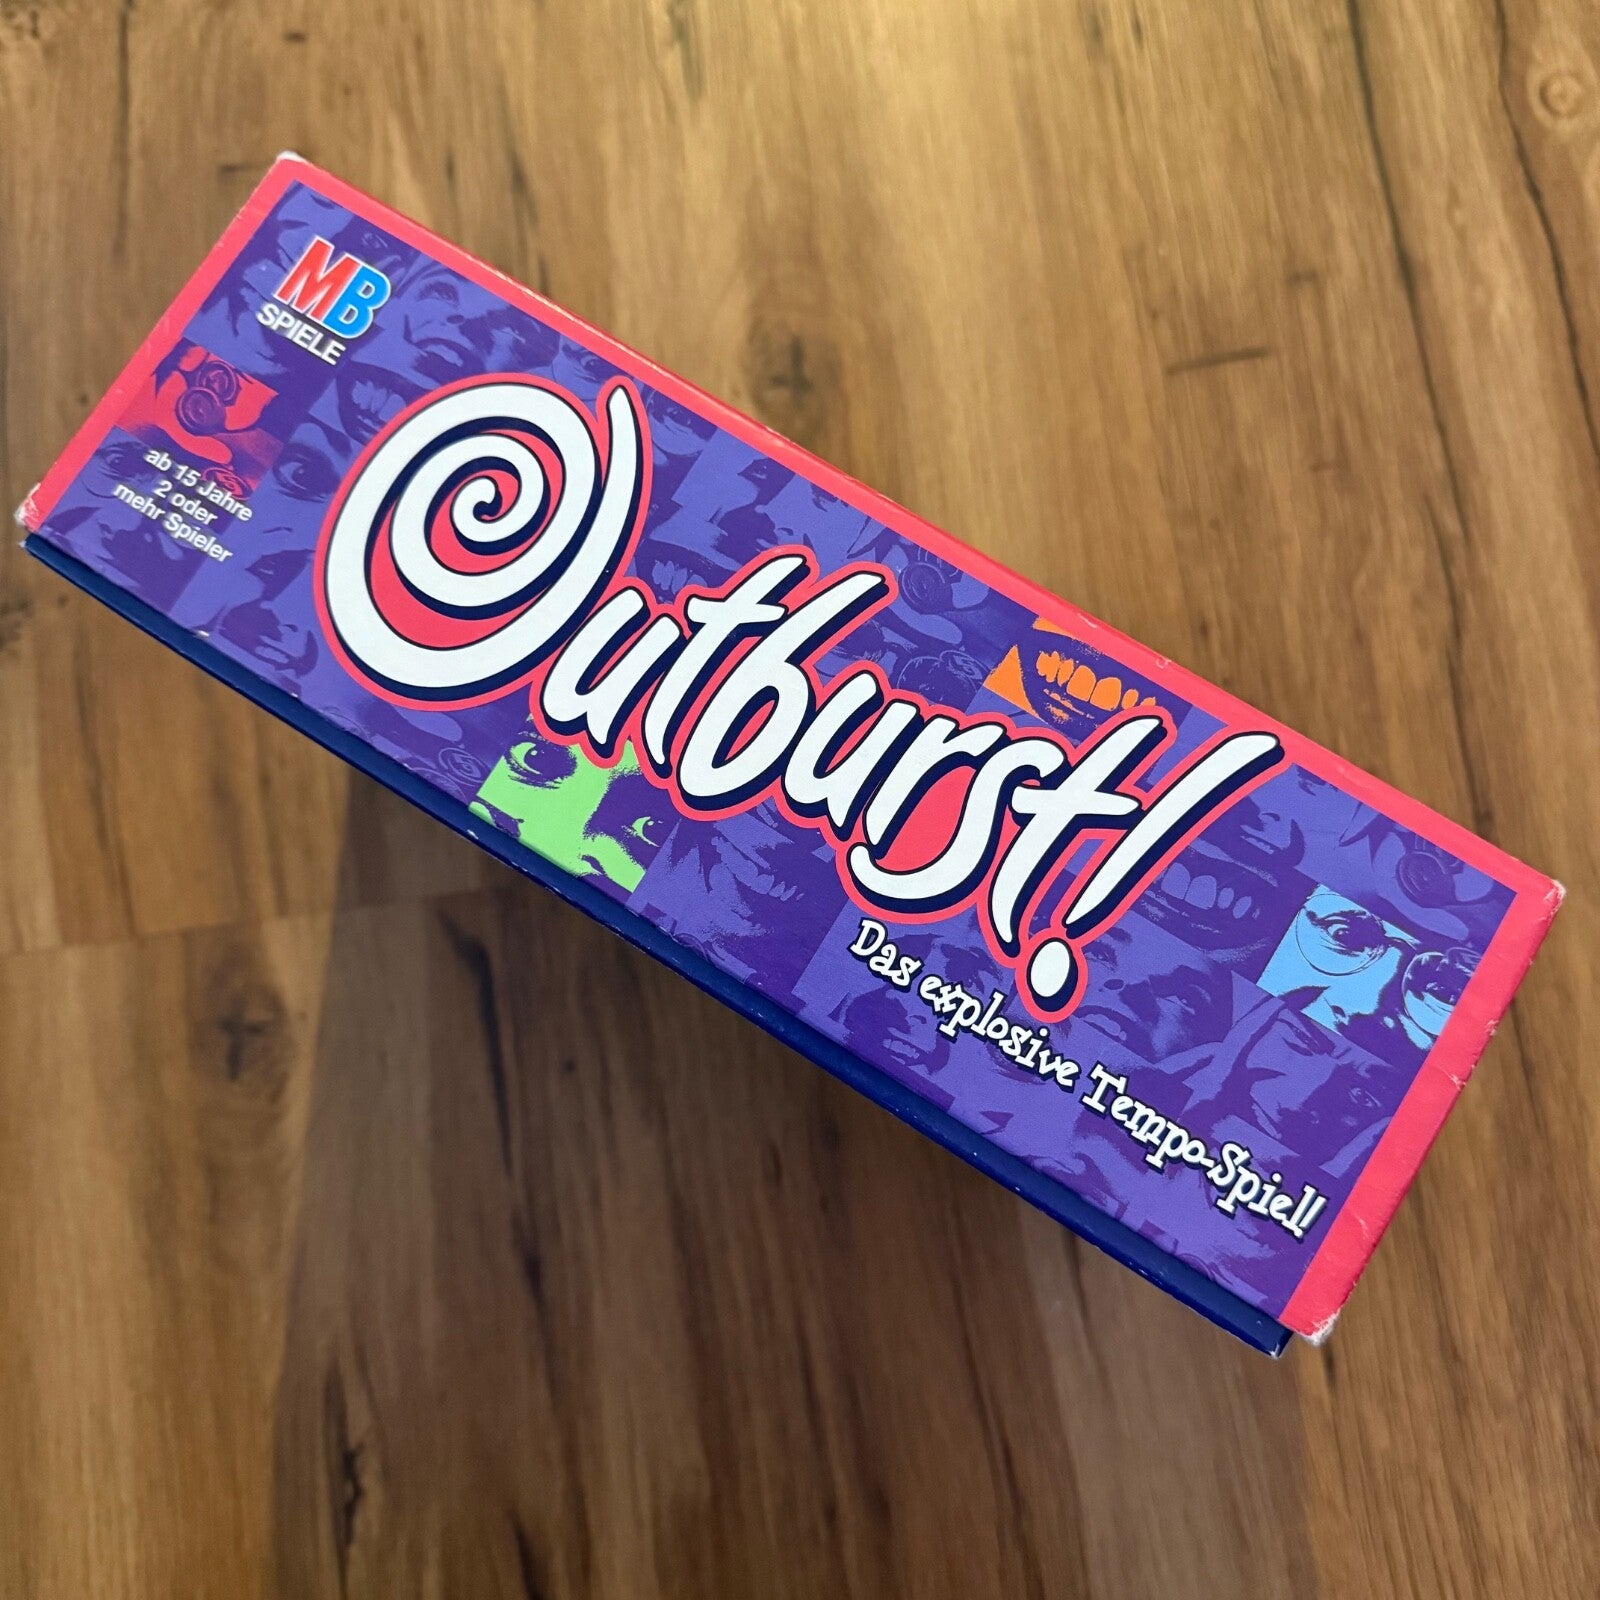 MB
SPIELE
ab 15 Jahre
2 oder
mehr Spieler
Outburst!
Das explosive Tempo-Spiel!